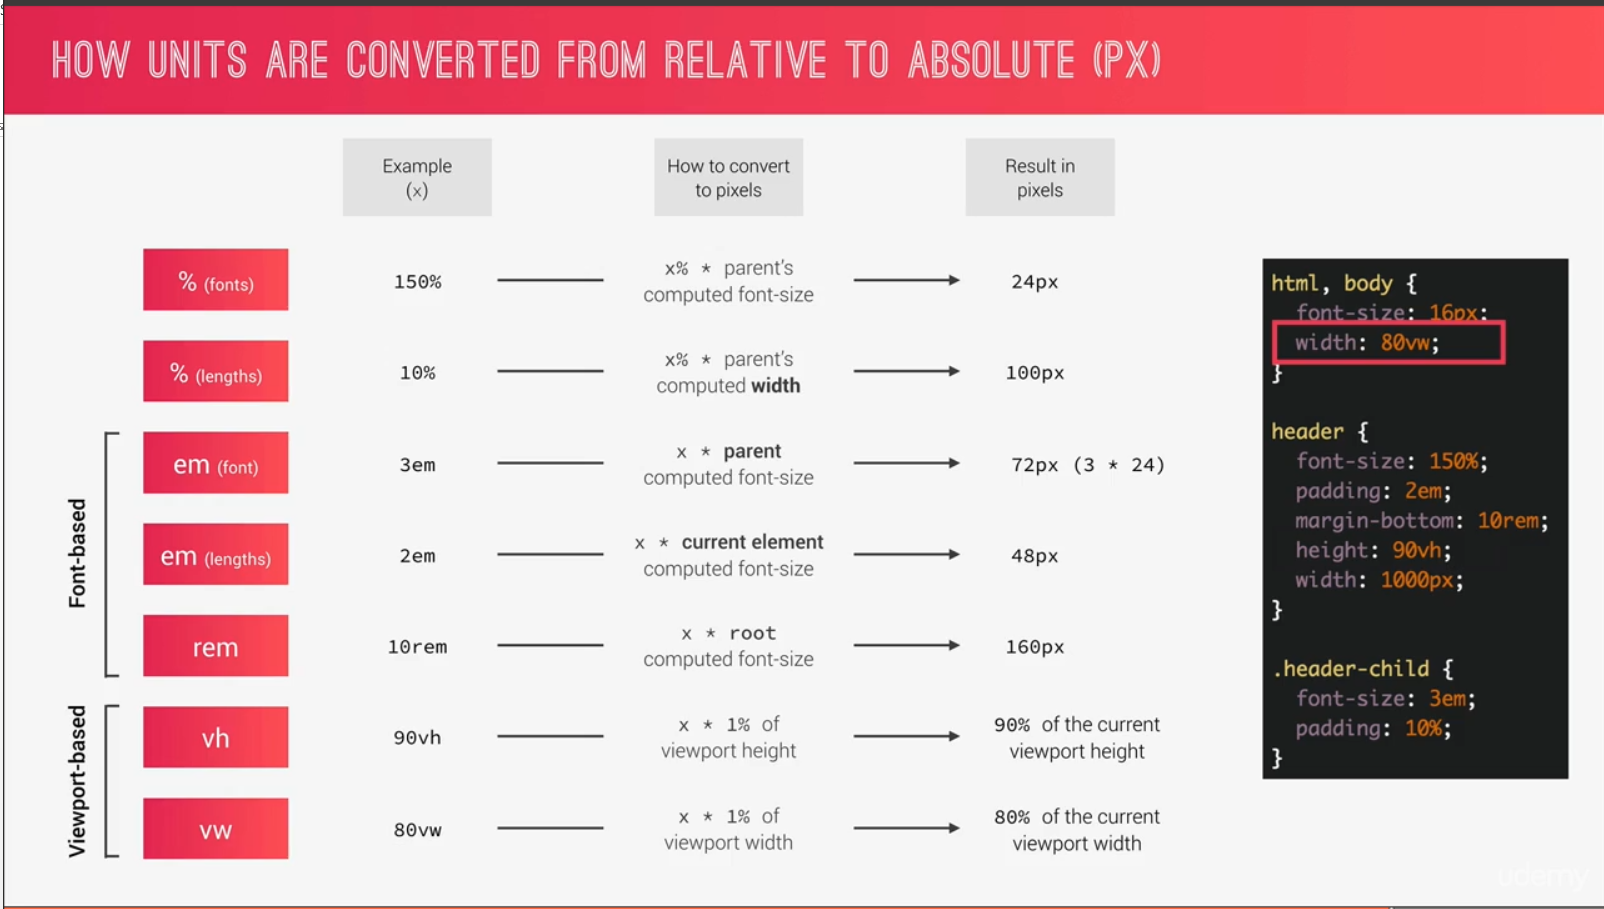 HOW UNITS ARE CONVERTED FROM RELATIVE TO ABSOLUTE (PX)
Example
(x)
How to convert
to pixels
Result in
pixels
% (fonts)
150%
x% * parent's
computed font-size
24px
% (lengths)
10%
x% * parent's
computed width
100px
Font-based
em (font)
3em
x * parent
computed font-size
72px (3 * 24)
em (lengths)
2em
x * current element
computed font-size
48px
rem
10rem
x * root
computed font-size
160px
Viewport-based
vh
90vh
x * 1% of
viewport height
90% of the current
viewport height
vw
80vw
x * 1% of
viewport width
80% of the current
viewport width
html, body {
font-size: 16px;
width: 80vw;
}
header {
font-size: 150%;
padding: 2em;
margin-bottom: 10rem;
height: 90vh;
width: 1000px;
}
.header-child {
font-size: 3em;
padding: 10%;
}
udemy